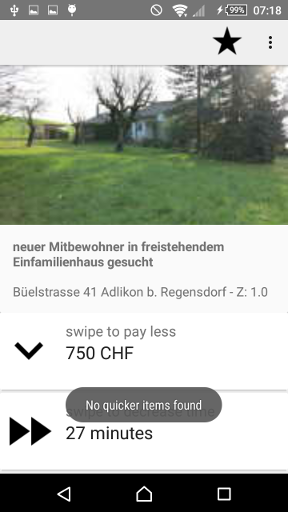 99%
07:18
neuer Mitbewohner in freistehendem
Einfamilienhaus gesucht
Büelstrasse 41 Adlikon b. Regensdorf - Z: 1.0
swipe to pay less
750 CHF
No quicker items found
27 minutes